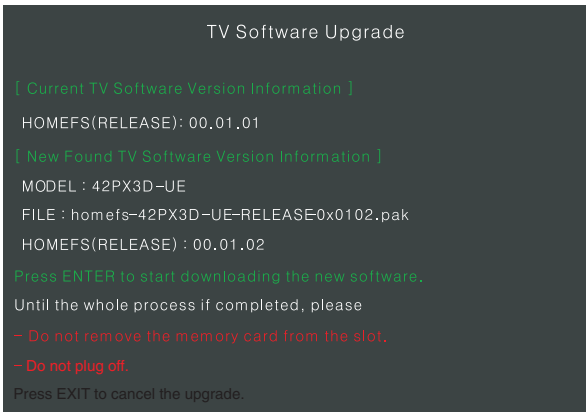 TV Software Upgrade
[ Current TV Software Version Information ]
HOMEFS(RELEASE): 00.01.01
[ New Found TV Software Version Information ]
MODEL : 42PX3D-UE
FILE : homefs-42PX3D-UE-RELEASE-0x0102.pak
HOMEFS(RELEASE) : 00.01.02
Press ENTER to start downloading the new software.
Until the whole process if completed, please
- Do not remove the memory card from the slot.
- Do not plug off.
Press EXIT to cancel the upgrade.